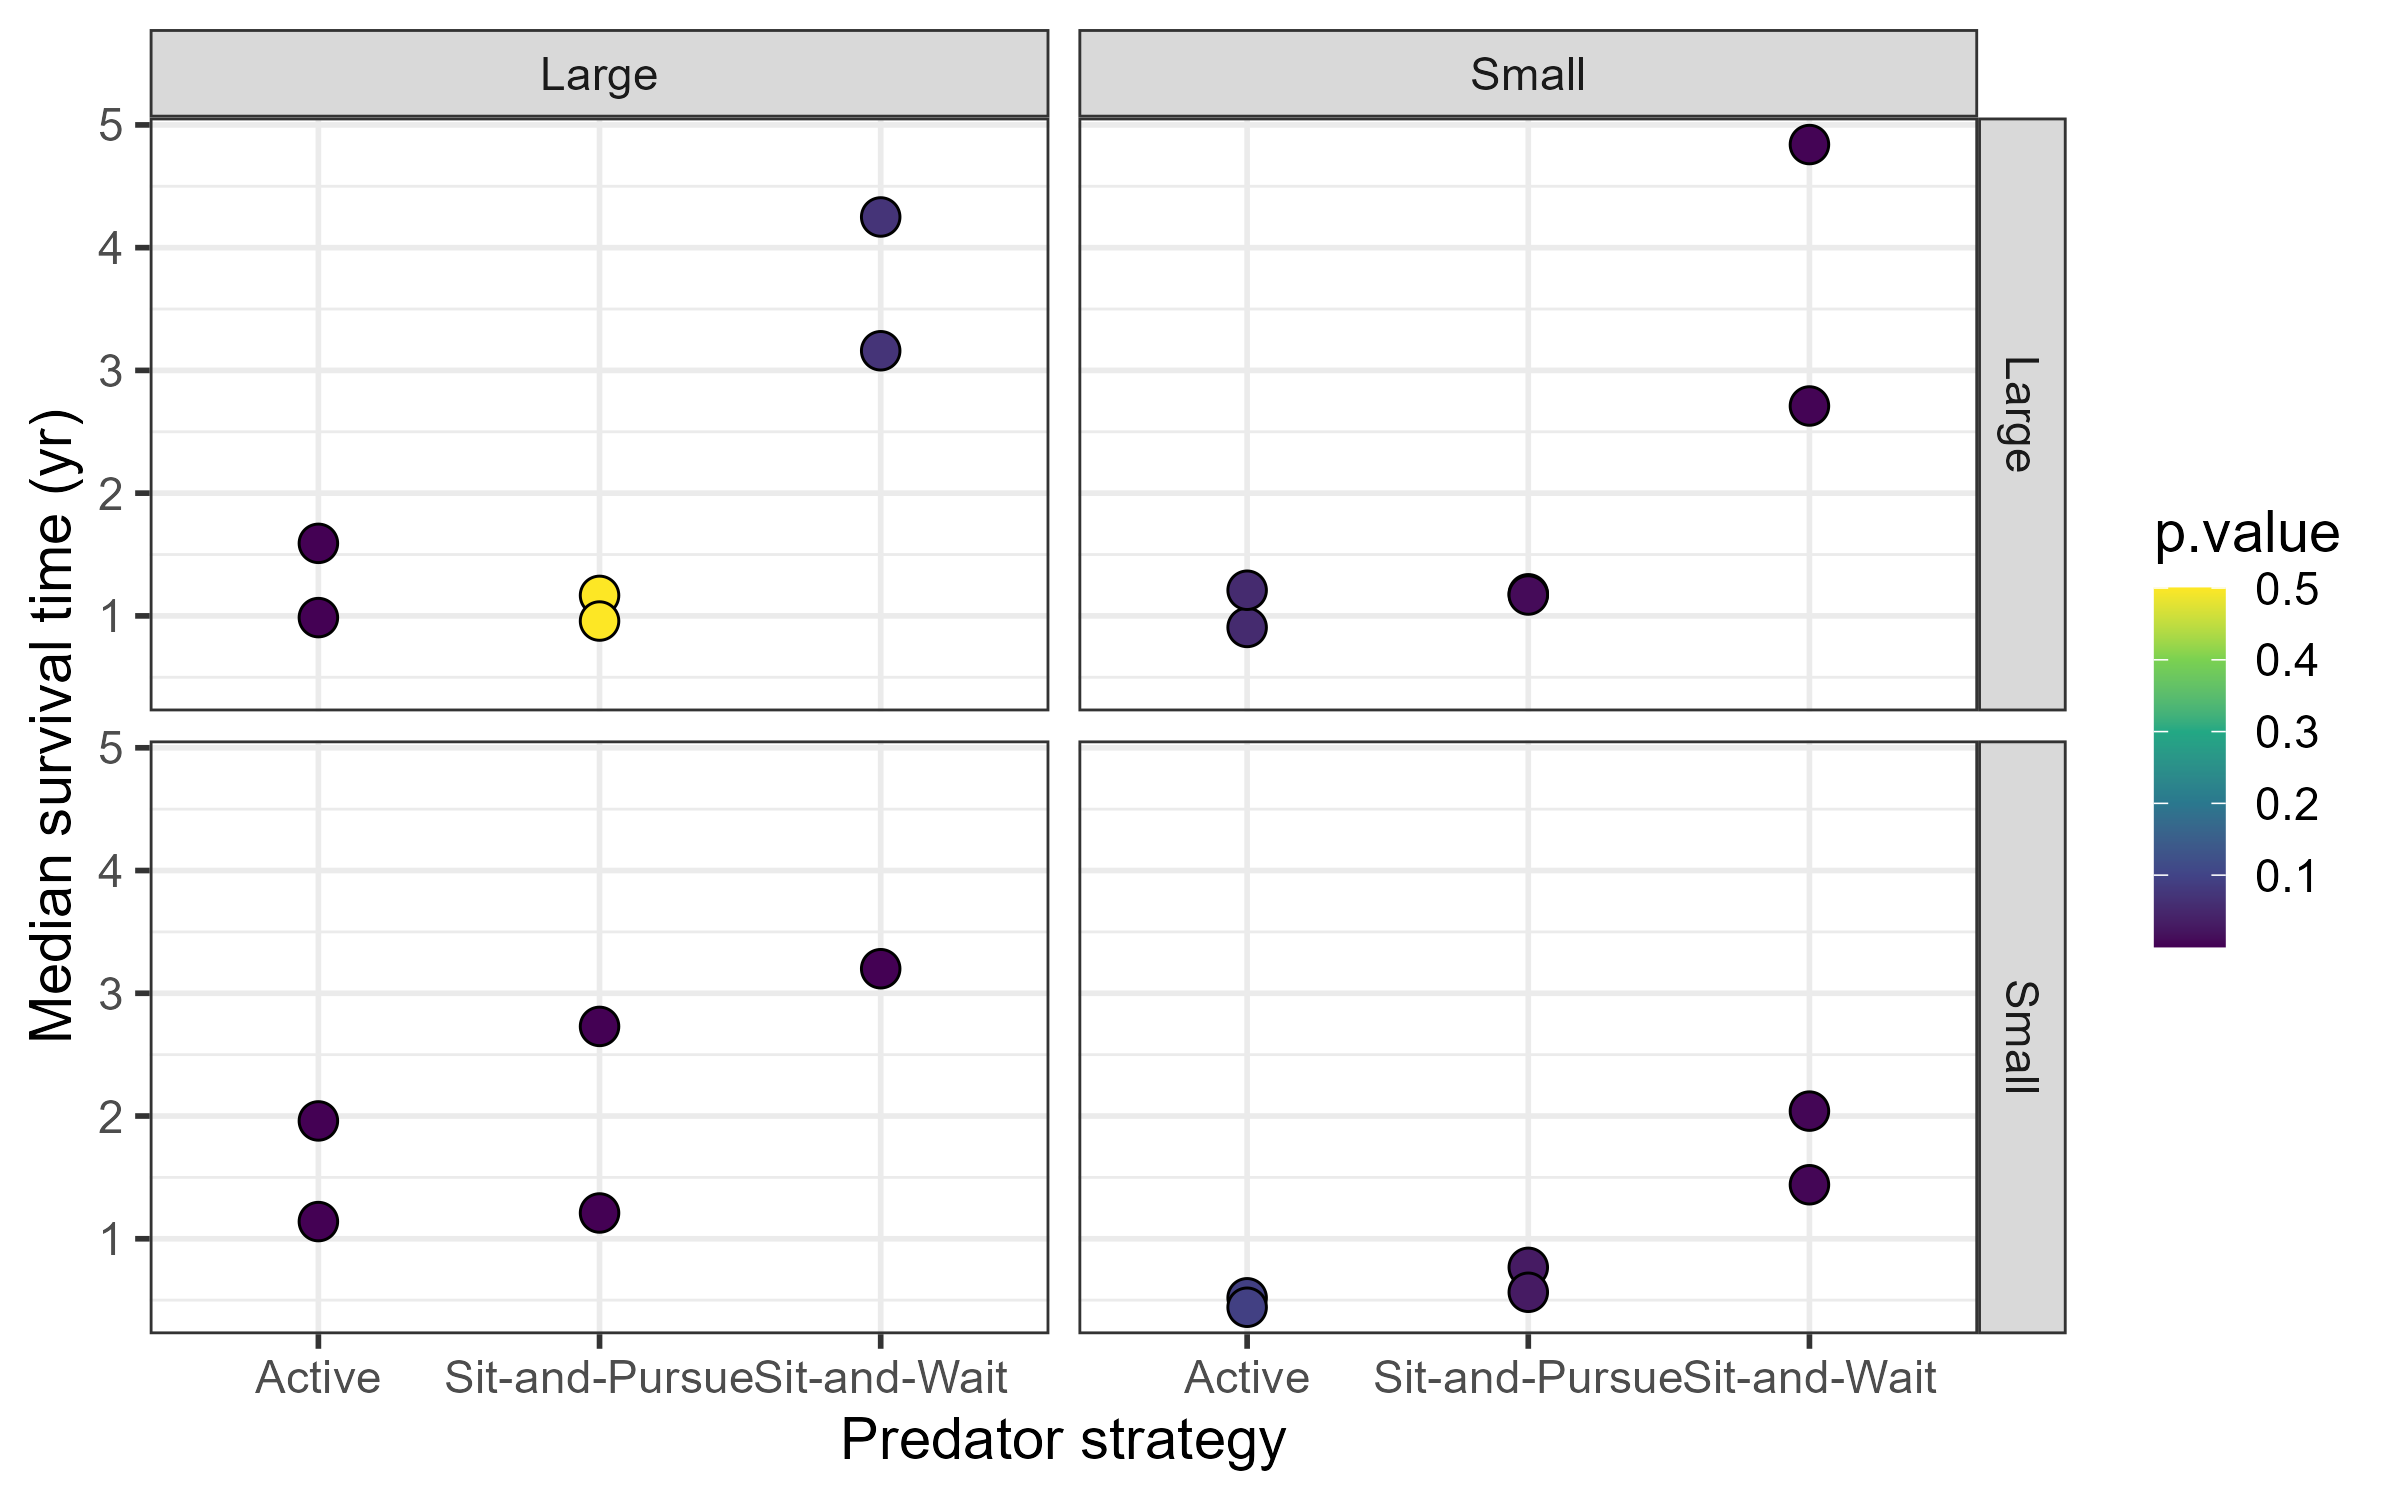 Large
Small
5
4
3
2
1
Large
5
4
3
2
1
Small
Median survival time (yr)
Active
Sit-and-Pursue
Sit-and-Wait
Active
Sit-and-Pursue
Sit-and-Wait
Predator strategy
p.value
0.5
0.4
0.3
0.2
0.1